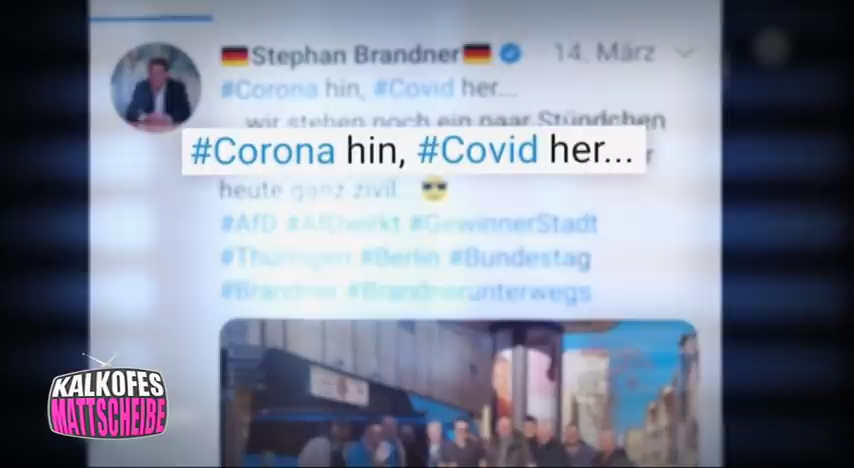 Stephan Brandner 14. März
#Corona hin, #Covid her...
... wir stehen noch ein paar Stündchen
#Corona hin, #Covid her...
heute ganz zivil...
#AfD #AfDwirkt #GewinnerStadt
#Thüringen #Berlin #Bundestag
#Brandner #Brandnerunterwegs
KALKOFES
MATTSCHEIBE